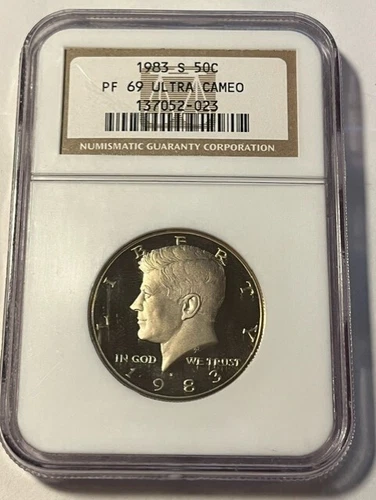 1983 S 50C
PF 69 ULTRA CAMEO
137052-023
NUMISMATIC GUARANTY CORPORATION
LIBERTY
IN GOD WE TRUST
1983